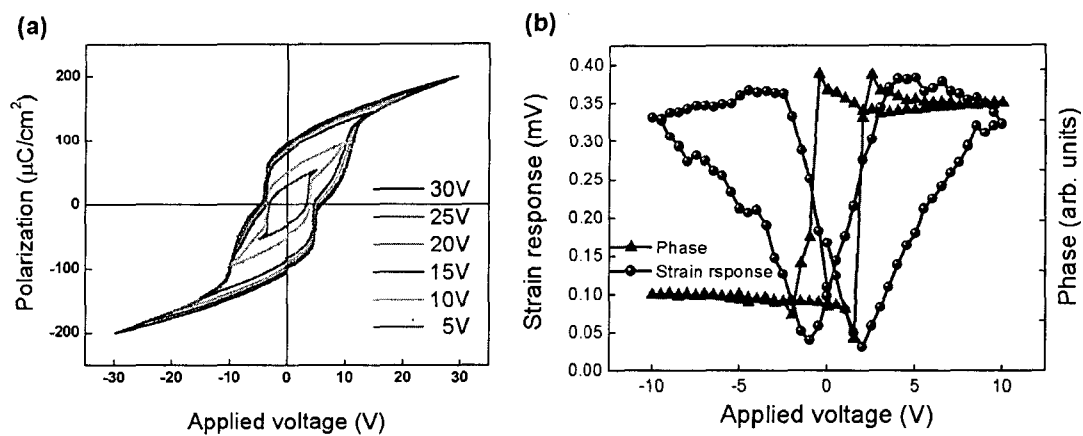 (a)
Polarization (μC/cm²)
200
100
0
-100
-200
30V
25V
20V
15V
10V
5V
-30
-20
-10
0
10
20
30
Applied voltage (V)
(b)
Strain response (mV)
0.40
0.35
0.30
0.25
0.20
0.15
0.10
0.05
0.00
Phase
Strain rsponse
Phase (arb. units)
-10
-5
0
5
10
Applied voltage (V)